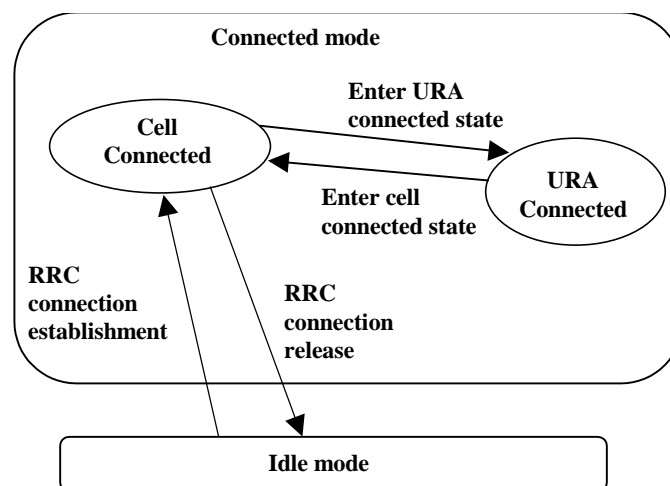 Connected mode
Enter URA
connected state
Cell
Connected
URA
Connected
Enter cell
connected state
RRC
connection
establishment
RRC
connection
release
Idle mode